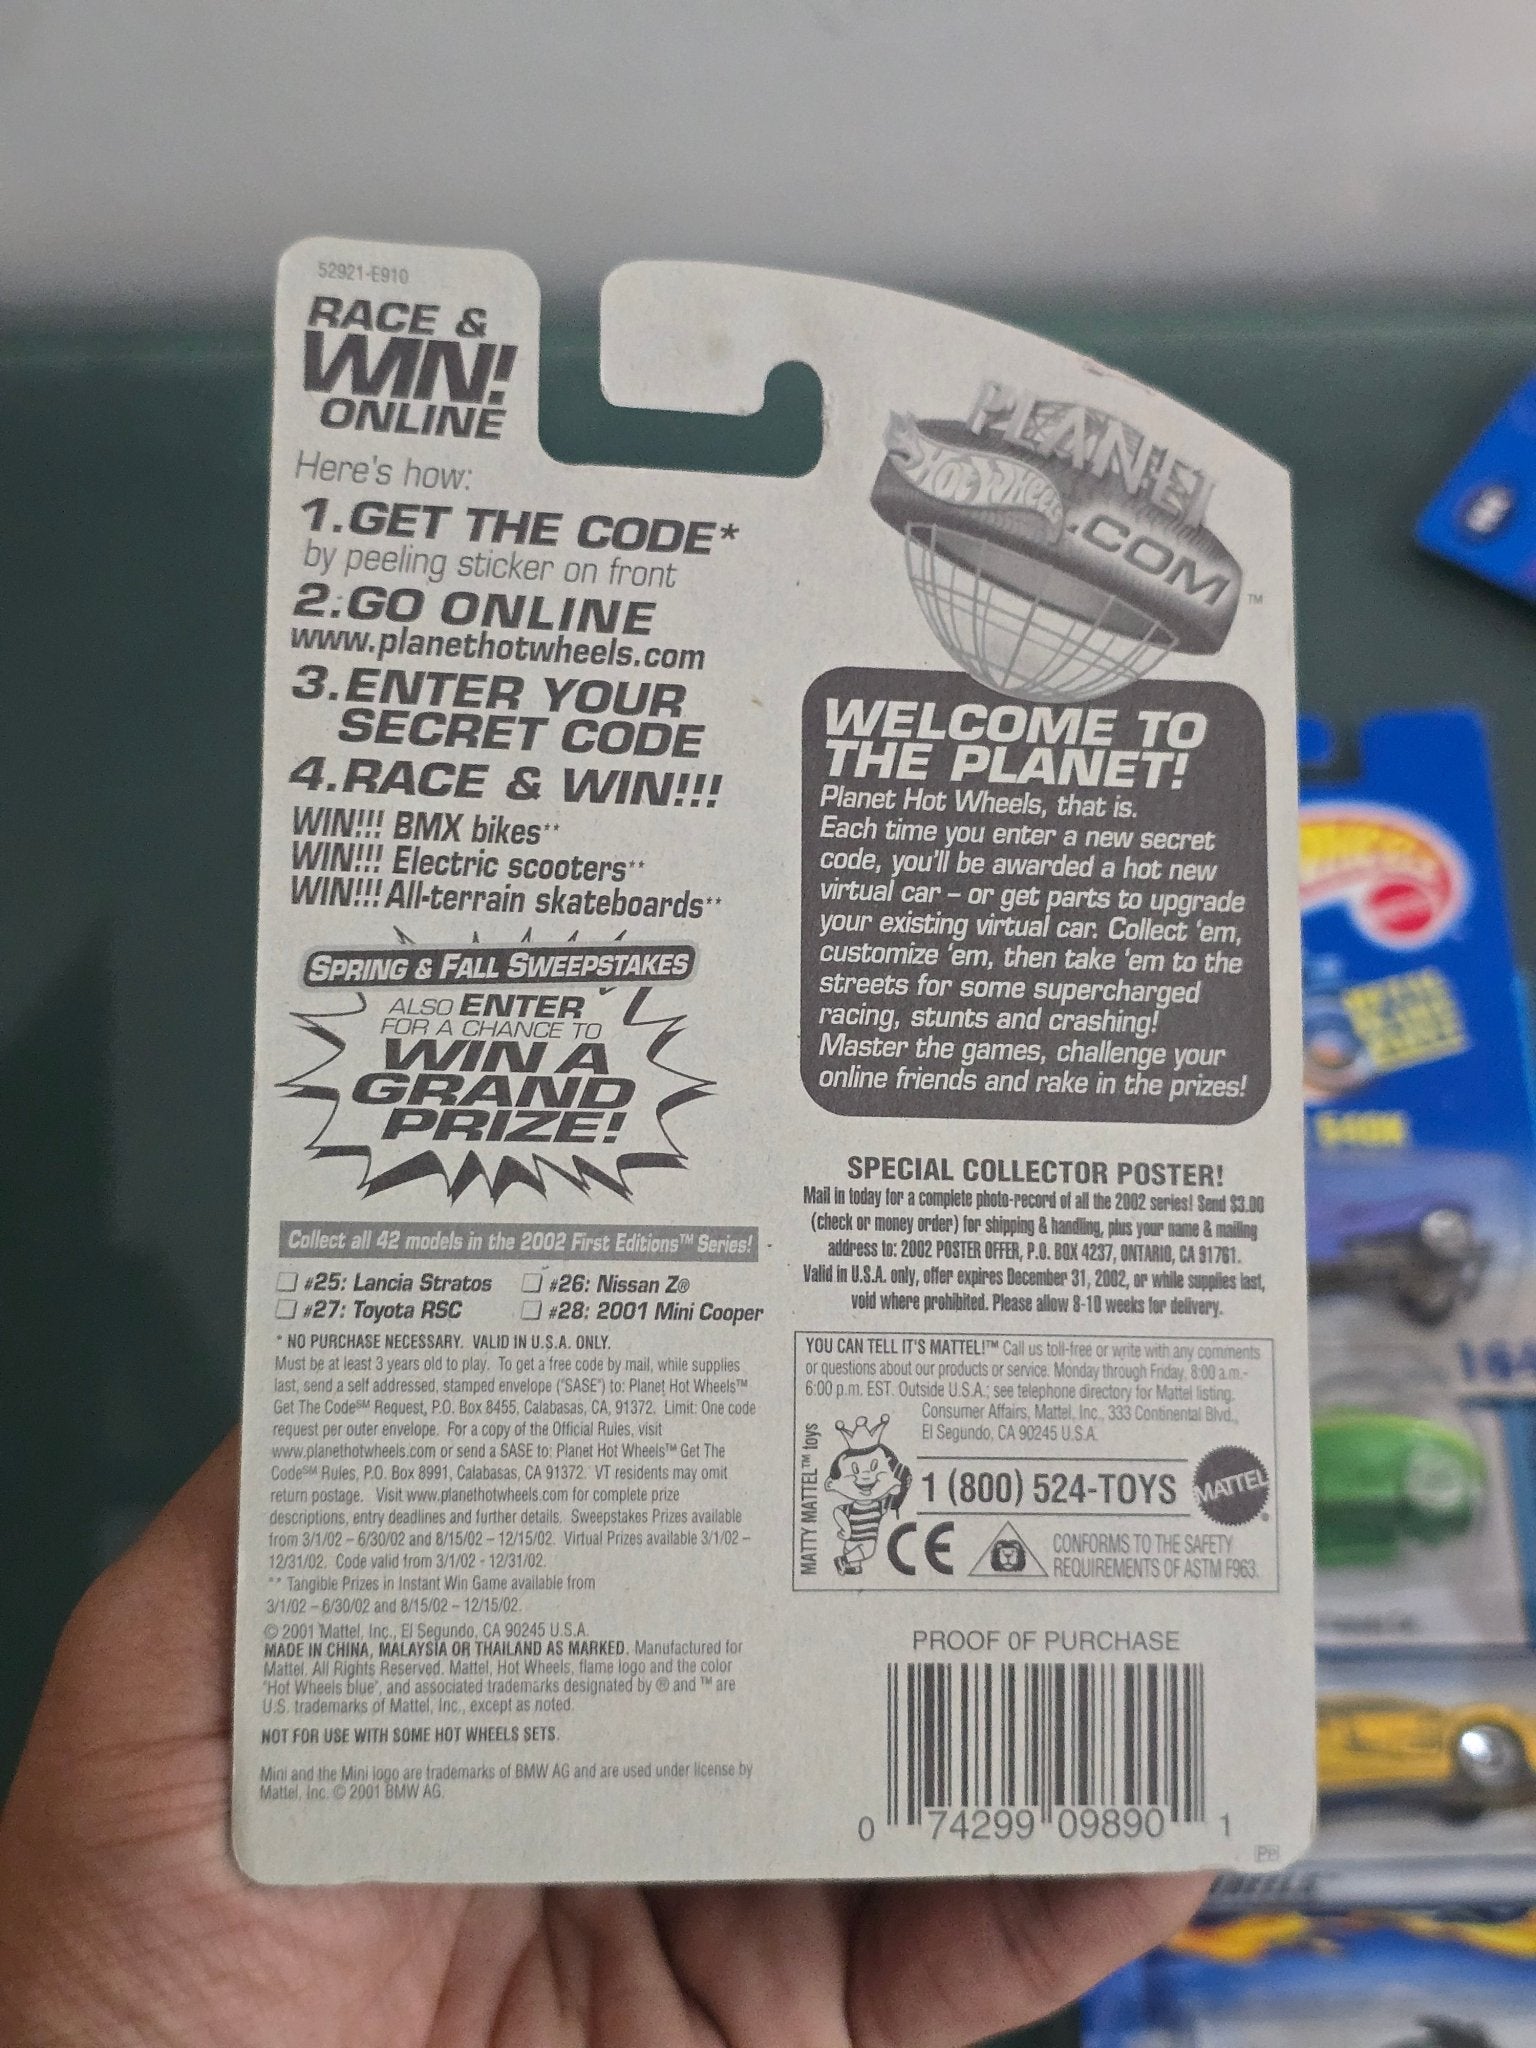 52921-E910
RACE &
WIN!
ONLINE
Here's how:
1.GET THE CODE*
by peeling sticker on front
2.GO ONLINE
www.planethotwheels.com
3.ENTER YOUR
SECRET CODE
4.RACE & WIN!!!
WIN!!! BMX bikes**
WIN!!! Electric scooters**
WIN!!! All-terrain skateboards**
SPRING & FALL SWEEPSTAKES
ALSO ENTER
FOR A CHANCE TO
WIN A
GRAND
PRIZE!
Collect all 42 models in the 2002 First Editions™ Series!
#25: Lancia Stratos #26: Nissan Z®
#27: Toyota RSC #28: 2001 Mini Cooper
* NO PURCHASE NECESSARY. VALID IN U.S.A. ONLY.
Must be at least 3 years old to play. To get a free code by mail, while supplies
last, send a self addressed, stamped envelope ("SASE") to: Planet Hot Wheels™
Get The Code℠ Request, P.O. Box 8455, Calabasas, CA, 91372. Limit: One code
request per outer envelope. For a copy of the Official Rules, visit
www.planethotwheels.com or send a SASE to: Planet Hot Wheels™ Get The
Code℠ Rules, P.O. Box 8991, Calabasas, CA 91372. VT residents may omit
return postage. Visit www.planethotwheels.com for complete prize
descriptions, entry deadlines and further details. Sweepstakes Prizes available
from 3/1/02 – 6/30/02 and 8/15/02 - 12/15/02. Virtual Prizes available 3/1/02 –
12/31/02. Code valid from 3/1/02 - 12/31/02.
** Tangible Prizes in Instant Win Game available from
3/1/02 – 6/30/02 and 8/15/02 – 12/15/02.
© 2001 Mattel, Inc., El Segundo, CA 90245 U.S.A.
MADE IN CHINA, MALAYSIA OR THAILAND AS MARKED. Manufactured for
Mattel. All Rights Reserved. Mattel, Hot Wheels, flame logo and the color
"Hot Wheels blue", and associated trademarks designated by ® and ™ are
U.S. trademarks of Mattel, Inc., except as noted.
NOT FOR USE WITH SOME HOT WHEELS SETS.
Mini and the Mini logo are trademarks of BMW AG and are used under license by
Mattel, Inc. © 2001 BMW AG.
PLANET
HOT WHEELS
.COM
™
WELCOME TO
THE PLANET!
Planet Hot Wheels, that is.
Each time you enter a new secret
code, you'll be awarded a hot new
virtual car – or get parts to upgrade
your existing virtual car. Collect 'em,
customize 'em, then take 'em to the
streets for some supercharged
racing, stunts and crashing!
Master the games, challenge your
online friends and rake in the prizes!
SPECIAL COLLECTOR POSTER!
Mail in today for a complete photo-record of all the 2002 series! Send $3.00
(check or money order) for shipping & handling, plus your name & mailing
address to: 2002 POSTER OFFER, P.O. BOX 4237, ONTARIO, CA 91761.
Valid in U.S.A. only, offer expires December 31, 2002, or while supplies last,
void where prohibited. Please allow 8-10 weeks for delivery.
YOU CAN TELL IT'S MATTEL!™ Call us toll-free or write with any comments
or questions about our products or service. Monday through Friday, 8:00 a.m.-
6:00 p.m. EST. Outside U.S.A.; see telephone directory for Mattel listing.
Consumer Affairs, Mattel, Inc., 333 Continental Blvd.,
El Segundo, CA 90245 U.S.A.
MATTY MATTEL™ toys
1 (800) 524-TOYS
MATTEL®
CE
CONFORMS TO THE SAFETY
REQUIREMENTS OF ASTM F963.
PROOF OF PURCHASE
0 74299 09890 1